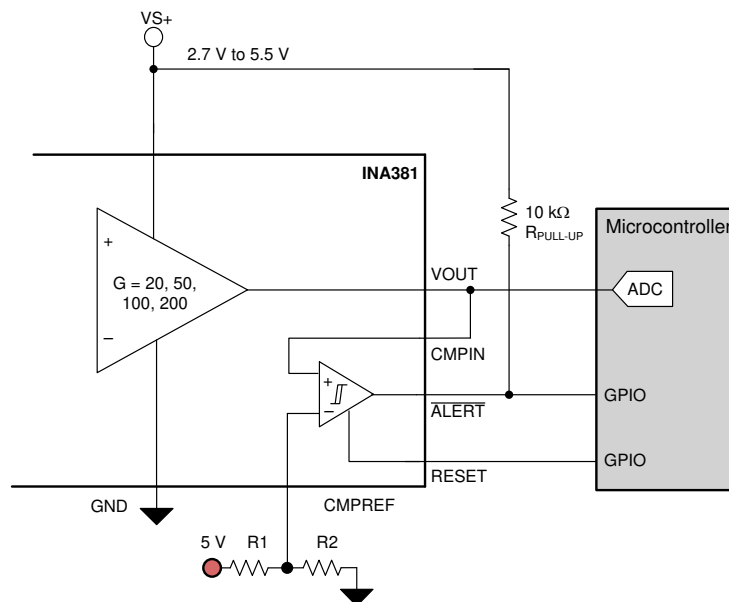 VS+
2.7 V to 5.5 V
INA381
10 kΩ
RPULL-UP
Microcontroller
+
G = 20, 50,
100, 200
−
VOUT
ADC
CMPIN
+
−
ALERT
GPIO
RESET
GPIO
GND
CMPREF
5 V
R1
R2